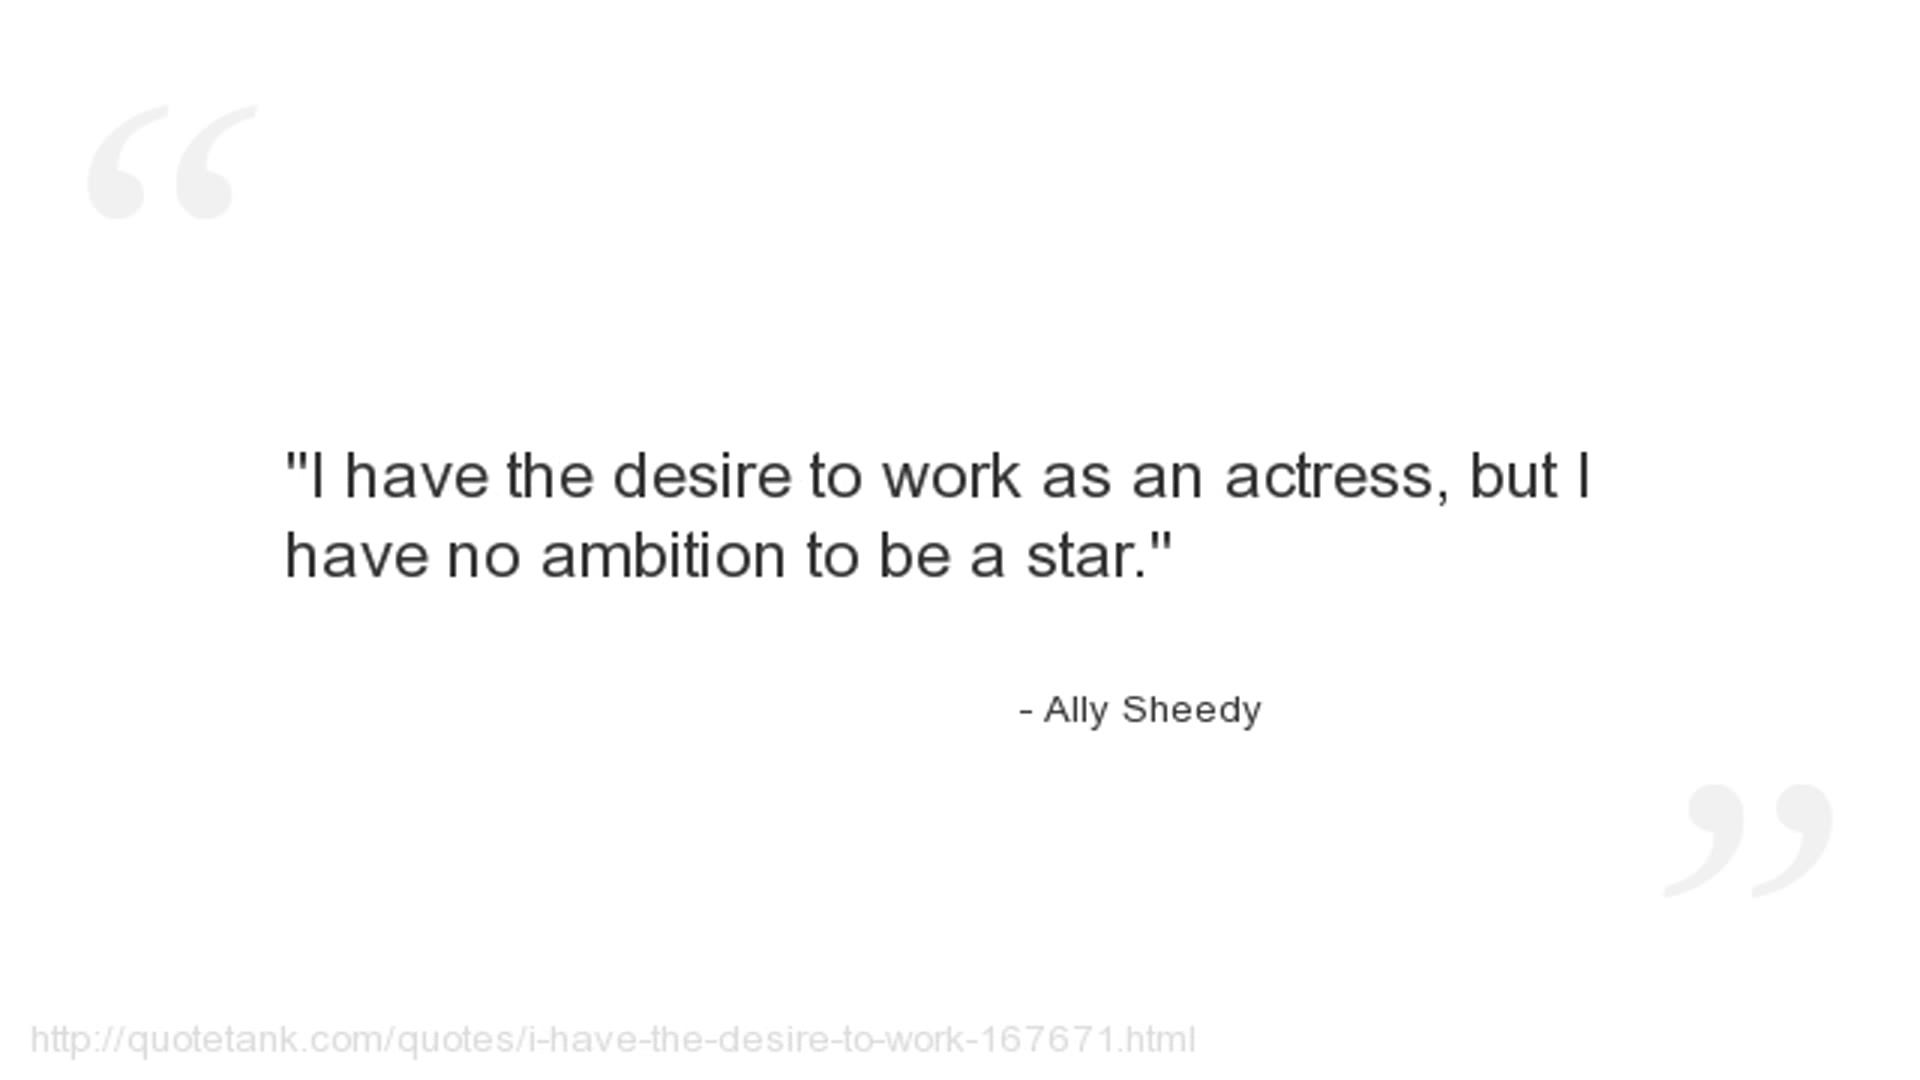 "I have the desire to work as an actress, but I
have no ambition to be a star."
- Ally Sheedy
http://quotetank.com/quotes/i-have-the-desire-to-work-167671.html